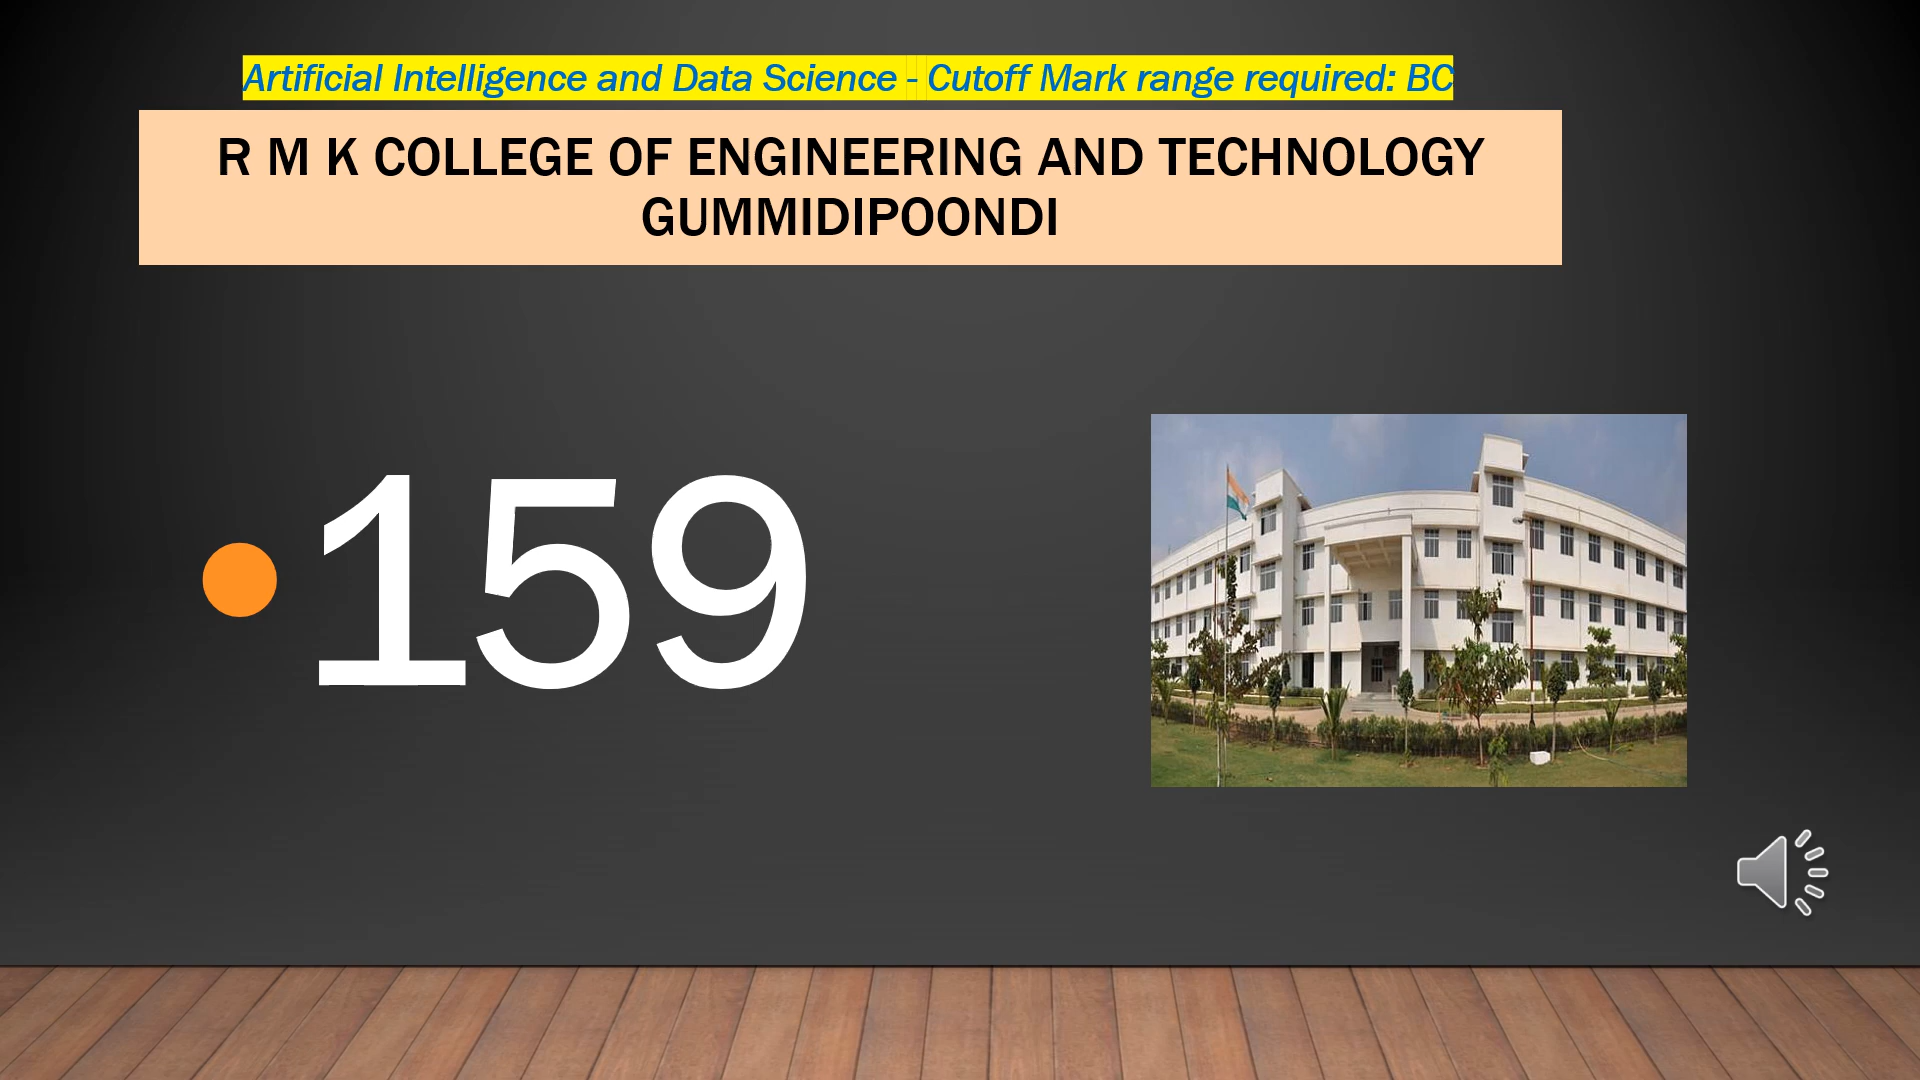 Artificial Intelligence and Data Science - Cutoff Mark range required: BC
R M K COLLEGE OF ENGINEERING AND TECHNOLOGY
GUMMIDIPOONDI
159